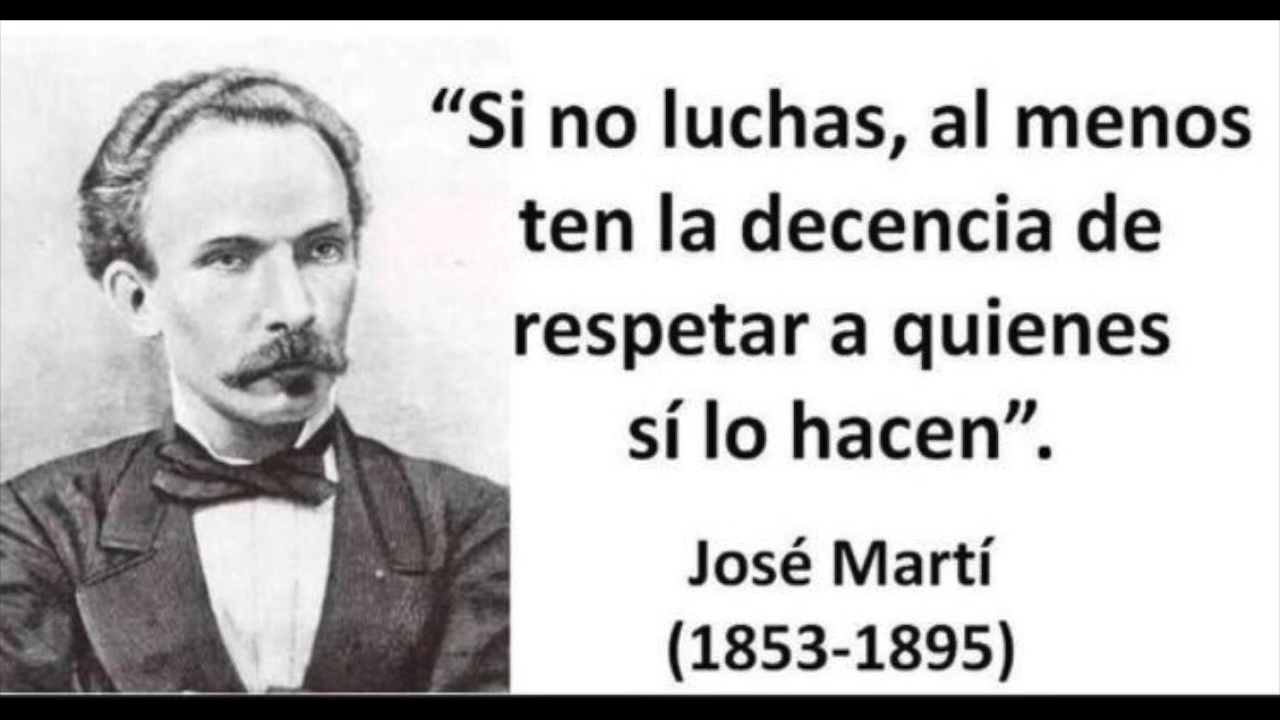 “Si no luchas, al menos
ten la decencia de
respetar a quienes
sí lo hacen”.
José Martí
(1853-1895)